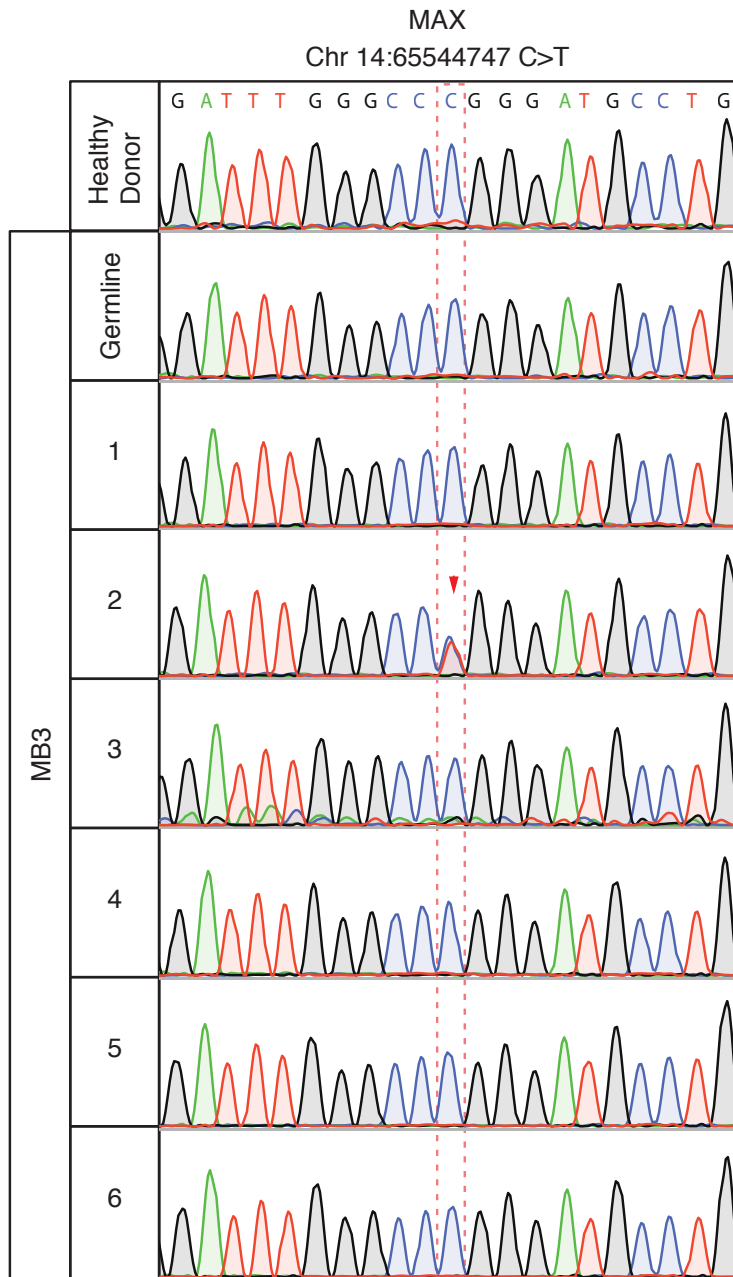 MAX
Chr 14:65544747 C>T
Healthy
Donor
G A T T T G G G C C C G G G A T G C C T G
MB3
Germline
1
2
3
4
5
6